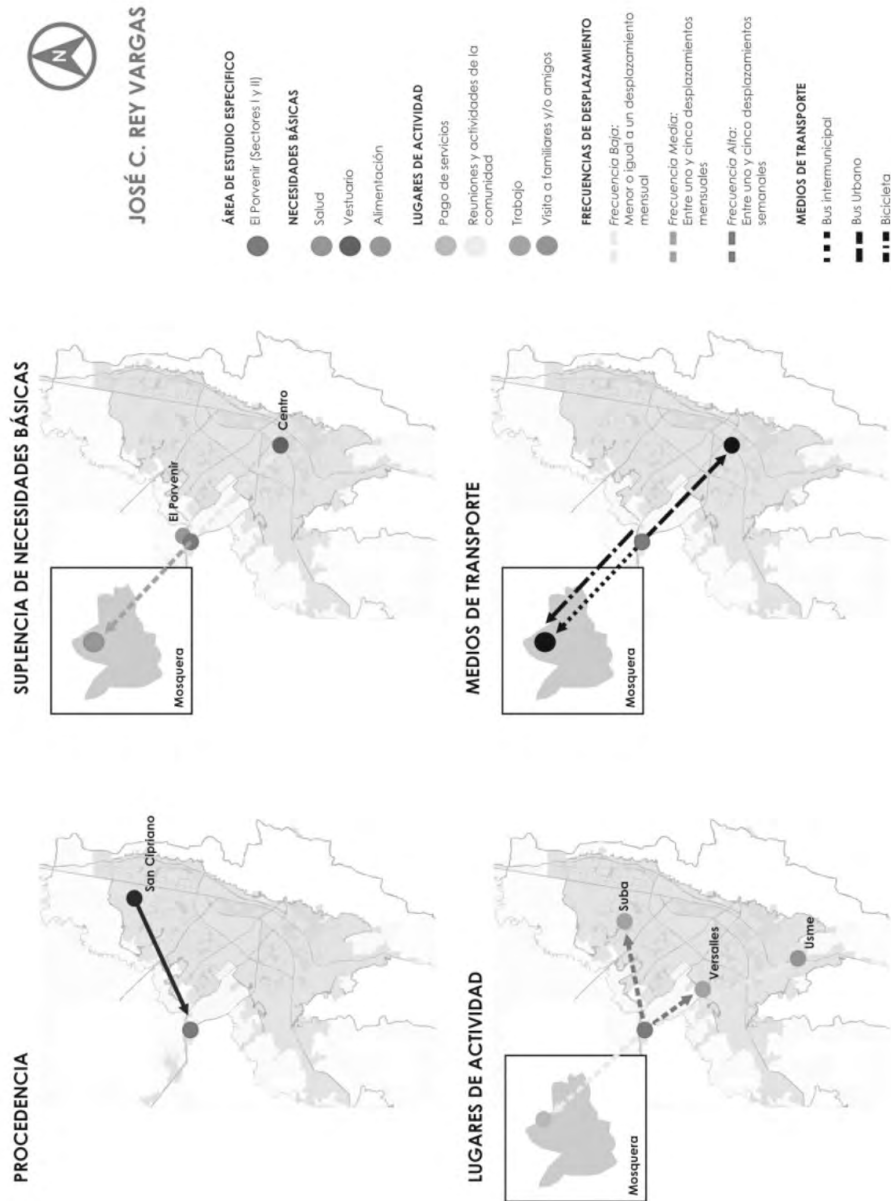 PROCEDENCIA
San Cipriano
SUPLENCIA DE NECESIDADES BÁSICAS
Mosquera
El Porvenir
Centro
LUGARES DE ACTIVIDAD
Mosquera
Suba
Versalles
Usme
MEDIOS DE TRANSPORTE
Mosquera
N
JOSÉ C. REY VARGAS
ÁREA DE ESTUDIO ESPECIFICO
El Porvenir (Sectores I y II)
NECESIDADES BÁSICAS
Salud
Vestuario
Alimentación
LUGARES DE ACTIVIDAD
Pago de servicios
Reuniones y actividades de la
comunidad
Trabajo
Visita a familiares y/o amigos
FRECUENCIAS DE DESPLAZAMIENTO
Frecuencia Baja:
Menor o igual a un desplazamiento
mensual
Frecuencia Media:
Entre uno y cinco desplazamientos
mensuales
Frecuencia Alta:
Entre uno y cinco desplazamientos
semanales
MEDIOS DE TRANSPORTE
Bus intermunicipal
Bus Urbano
Bicicleta